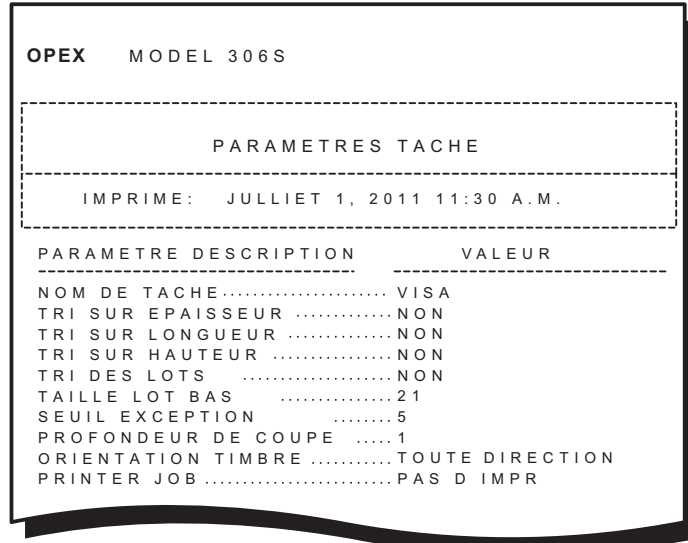 OPEX MODEL 306S
PARAMETRES TACHE
IMPRIME: JULLIET 1, 2011 11:30 A.M.
PARAMETRE DESCRIPTION VALEUR
NOM DE TACHE...................... VISA
TRI SUR EPAISSEUR .............NON
TRI SUR LONGUEUR ...............NON
TRI SUR HAUTEUR ................NON
TRI DES LOTS ....................NON
TAILLE LOT BAS ...............21
SEUIL EXCEPTION ........5
PROFONDEUR DE COUPE .....1
ORIENTATION TIMBRE ...........TOUTE DIRECTION
PRINTER JOB .........................PAS D IMPR